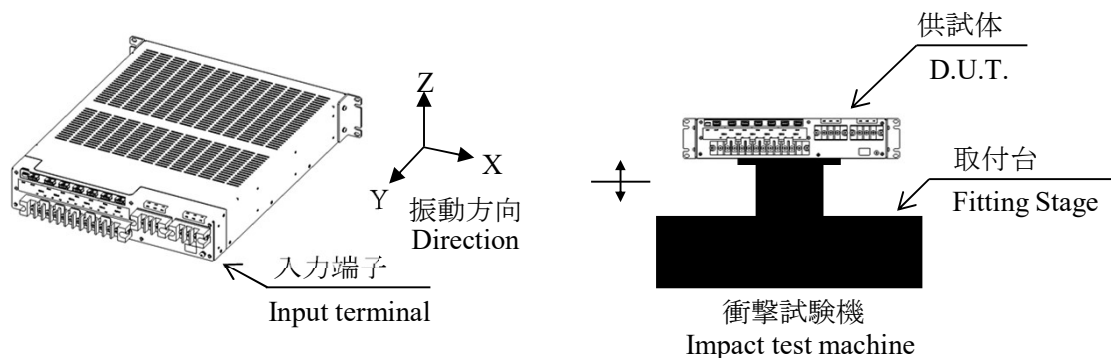 Z
X
Y
振動方向
Direction
入力端子
Input terminal
供試体
D.U.T.
取付台
Fitting Stage
衝撃試験機
Impact test machine